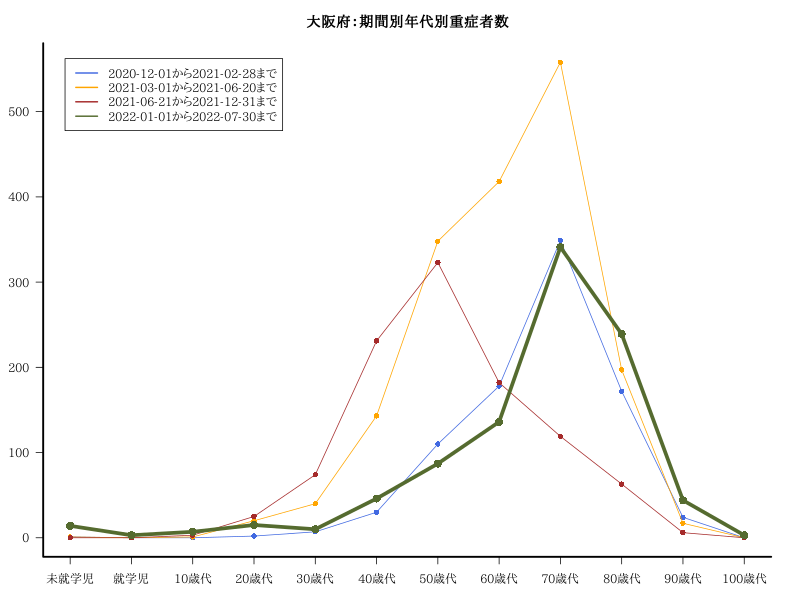 大阪府:期間別年代別重症者数
2020-12-01から2021-02-28まで
2021-03-01から2021-06-20まで
2021-06-21から2021-12-31まで
2022-01-01から2022-07-30まで
500
400
300
200
100
0
未就学児 就学児 10歳代 20歳代 30歳代 40歳代 50歳代 60歳代 70歳代 80歳代 90歳代 100歳代